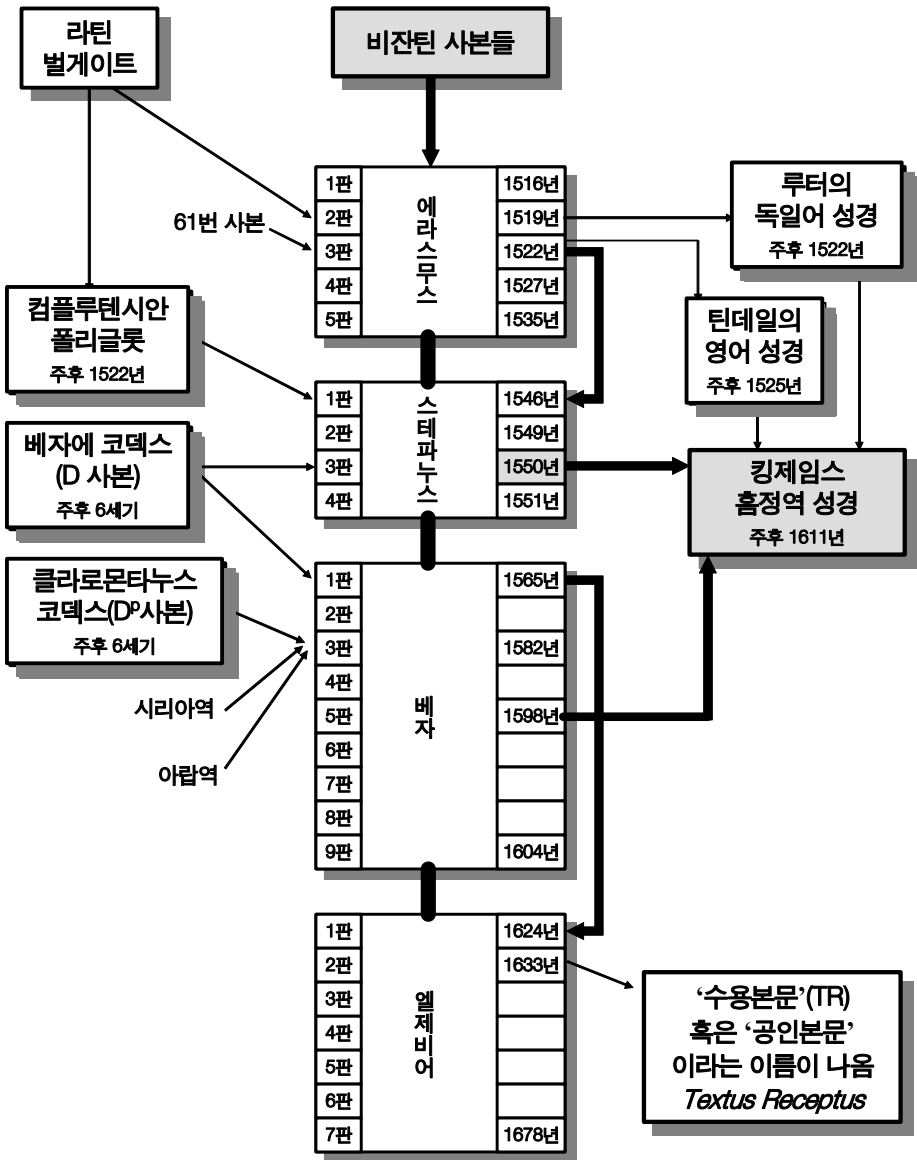 라틴
벌게이트
비잔틴 사본들
1판
2판
3판
4판
5판
에라스무스
1516년
1519년
1522년
1527년
1535년
61번 사본
루터의
독일어 성경
주후 1522년
컴플루텐시안
폴리글롯
주후 1522년
틴데일의
영어 성경
주후 1525년
1판
2판
3판
4판
스테파누스
1546년
1549년
1550년
1551년
베자에 코덱스
(D 사본)
주후 6세기
킹제임스
흠정역 성경
주후 1611년
클라로몬타누스
코덱스(Dᵖ사본)
주후 6세기
시리아역
아랍역
1판
2판
3판
4판
5판
6판
7판
8판
9판
베자
1565년
1582년
1598년
1604년
1판
2판
3판
4판
5판
6판
7판
엘제비어
1624년
1633년
1678년
‘수용본문’(TR)
혹은 ‘공인본문’
이라는 이름이 나옴
Textus Receptus